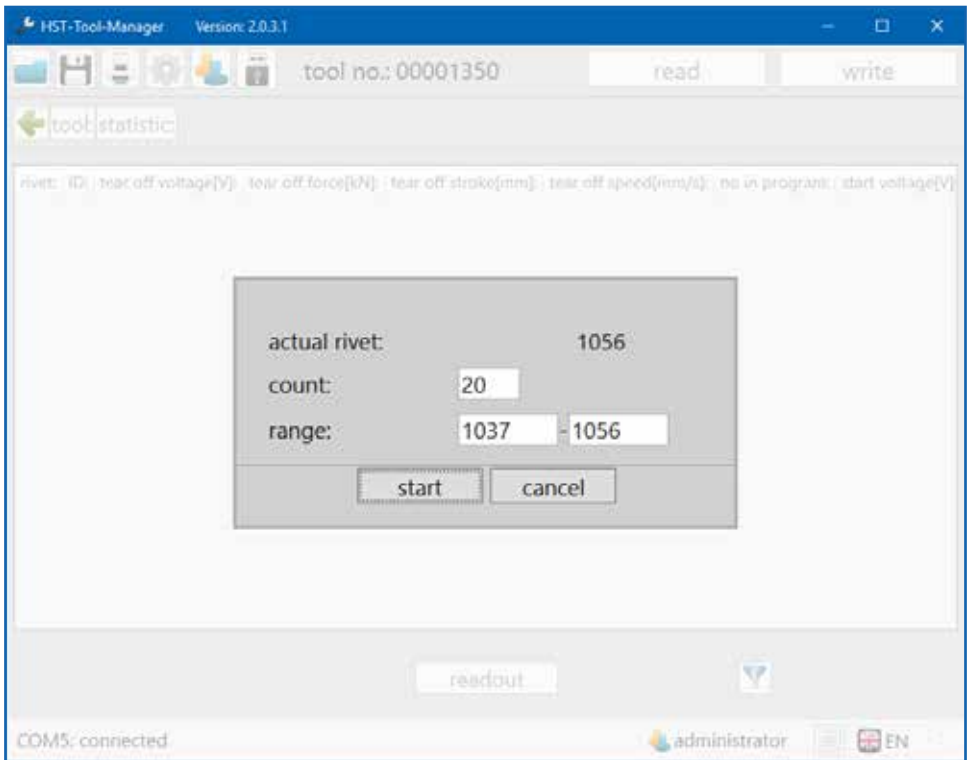 HST-Tool-Manager Version: 2.0.3.1
tool no.: 00001350 read write
tool: statistic:
rivet: ID: tear off voltage[V]: tear off force[kN]: tear off stroke[mm]: tear off speed[mm/s]: no in program: start voltage[V]
actual rivet: 1056
count: 20
range: 1037 - 1056
start cancel
readout
COM5: connected administrator EN